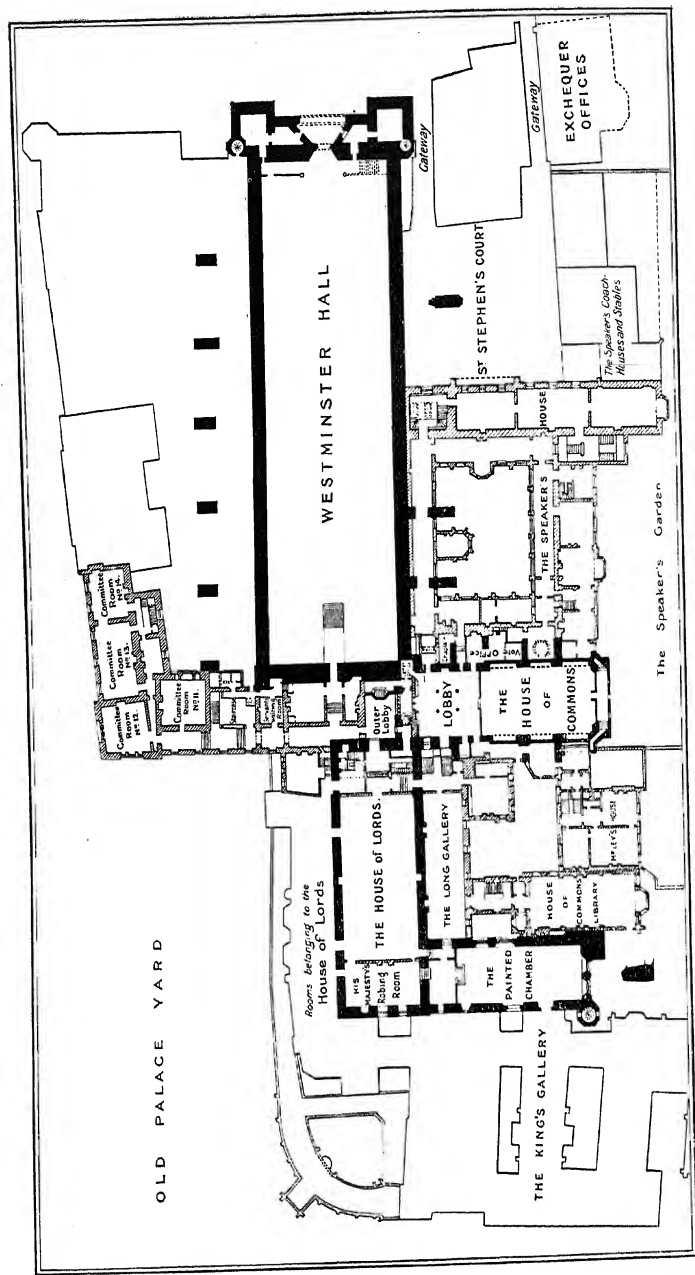 EXCHEQUER
OFFICES
Gateway
Gateway
ST STEPHEN'S COURT
The Speaker's Coach-
Houses and Stables
WESTMINSTER HALL
HOUSE
THE SPEAKER'S
The Speaker's Garden
Committee
Room
No 14.
Committee
Room
No 13.
Committee
Room
No 12.
Committee
Room
No 11.
Room
Vote Office
Outer
Lobby
LOBBY
THE
HOUSE
OF
COMMONS
OLD PALACE YARD
Rooms belonging to the
House of Lords
THE HOUSE of LORDS.
THE LONG GALLERY
HOUSE
OF
COMMONS
LIBRARY
Mr LEY'S HOUSE
HIS
MAJESTY'S
Robing
Room
THE
PAINTED
CHAMBER
THE KING'S GALLERY